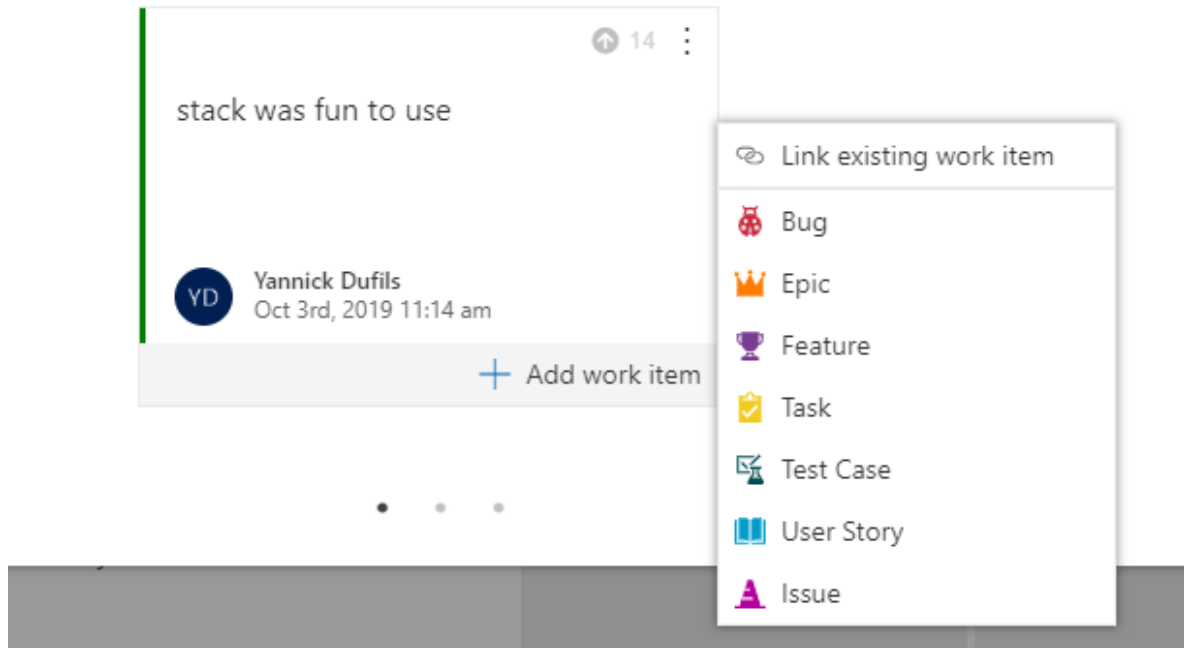 14
stack was fun to use
YD
Yannick Dufils
Oct 3rd, 2019 11:14 am
Add work item
Link existing work item
Bug
Epic
Feature
Task
Test Case
User Story
Issue